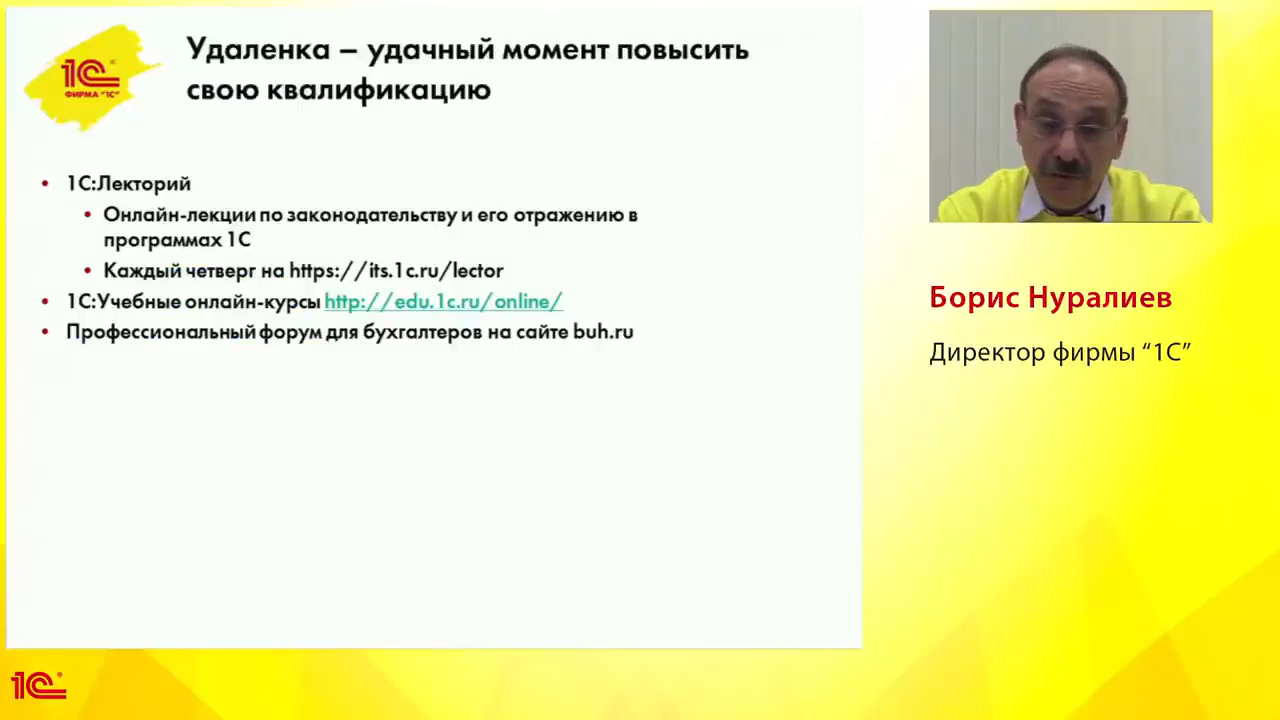 1С
ФИРМА "1С"
Удаленка – удачный момент повысить
свою квалификацию
• 1С:Лекторий
• Онлайн-лекции по законодательству и его отражению в
программах 1С
• Каждый четверг на https://its.1c.ru/lector
• 1С:Учебные онлайн-курсы http://edu.1c.ru/online/
• Профессиональный форум для бухгалтеров на сайте buh.ru
Борис Нуралиев
Директор фирмы “1С”
1С